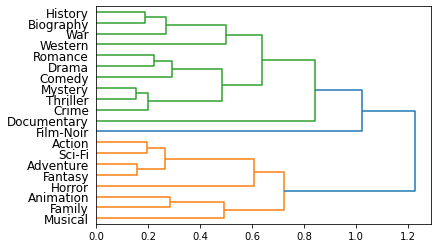 History
Biography
War
Western
Romance
Drama
Comedy
Mystery
Thriller
Crime
Documentary
Film-Noir
Action
Sci-Fi
Adventure
Fantasy
Horror
Animation
Family
Musical
0.0 0.2 0.4 0.6 0.8 1.0 1.2